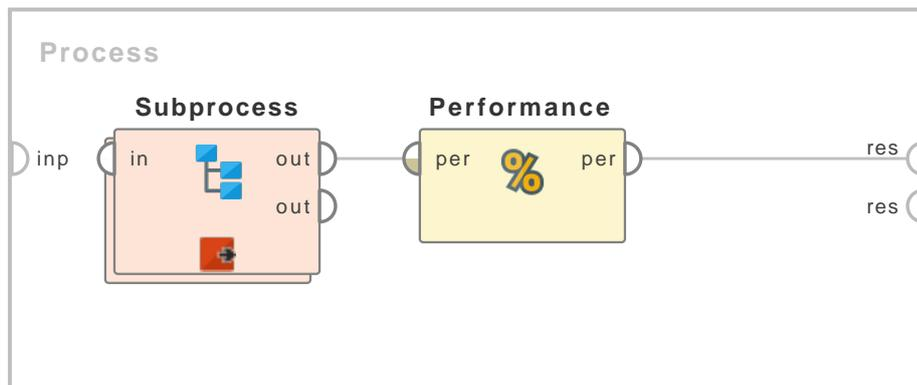 Process
Subprocess
Performance
inp
in
out
per
%
per
res
out
res